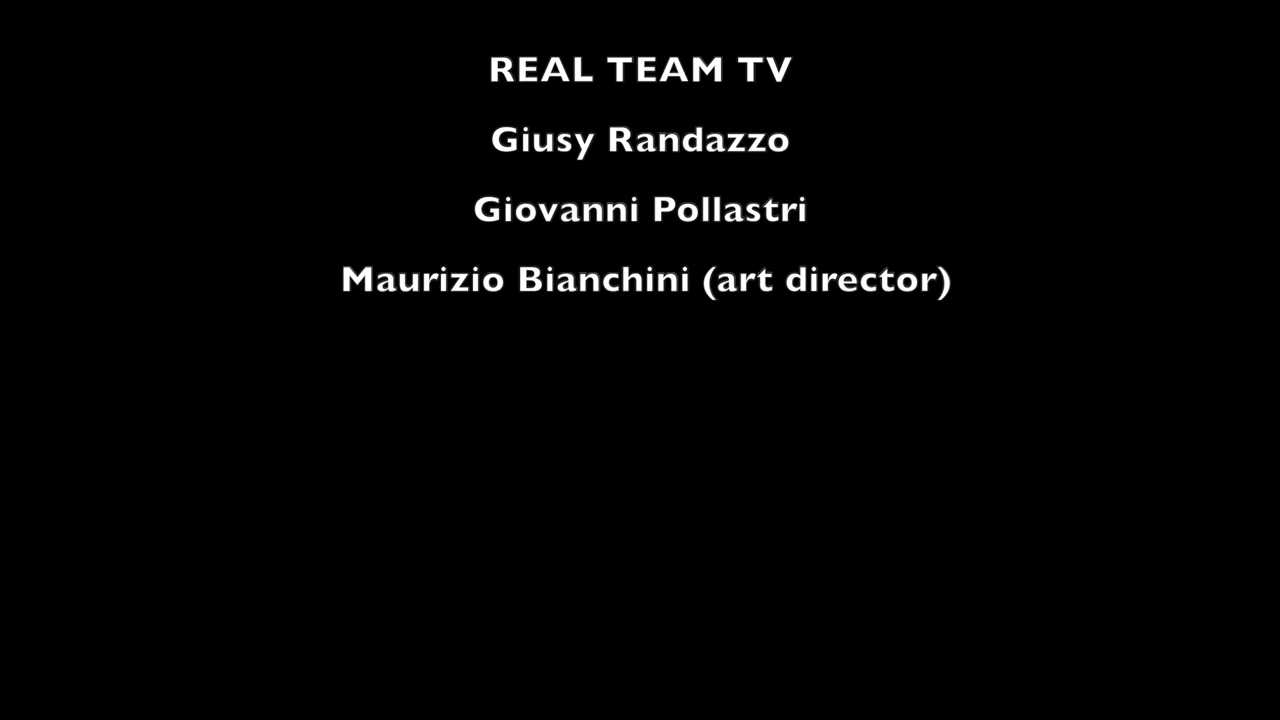 REAL TEAM TV
Giusy Randazzo
Giovanni Pollastri
Maurizio Bianchini (art director)